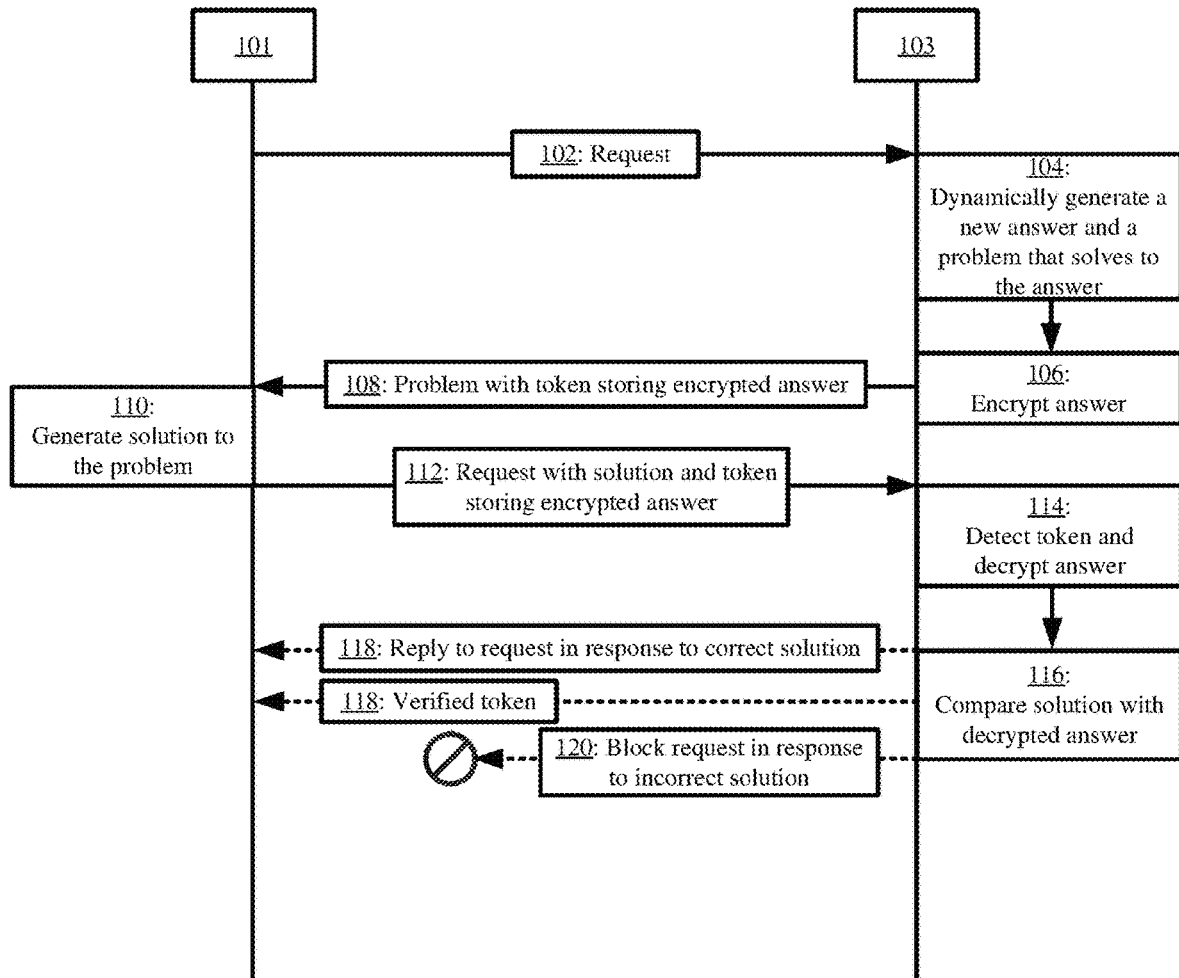 101
103
102: Request
104:
Dynamically generate a
new answer and a
problem that solves to
the answer
108: Problem with token storing encrypted answer
106:
Encrypt answer
110:
Generate solution to
the problem
112: Request with solution and token
storing encrypted answer
114:
Detect token and
decrypt answer
118: Reply to request in response to correct solution
118: Verified token
116:
Compare solution with
decrypted answer
120: Block request in response
to incorrect solution